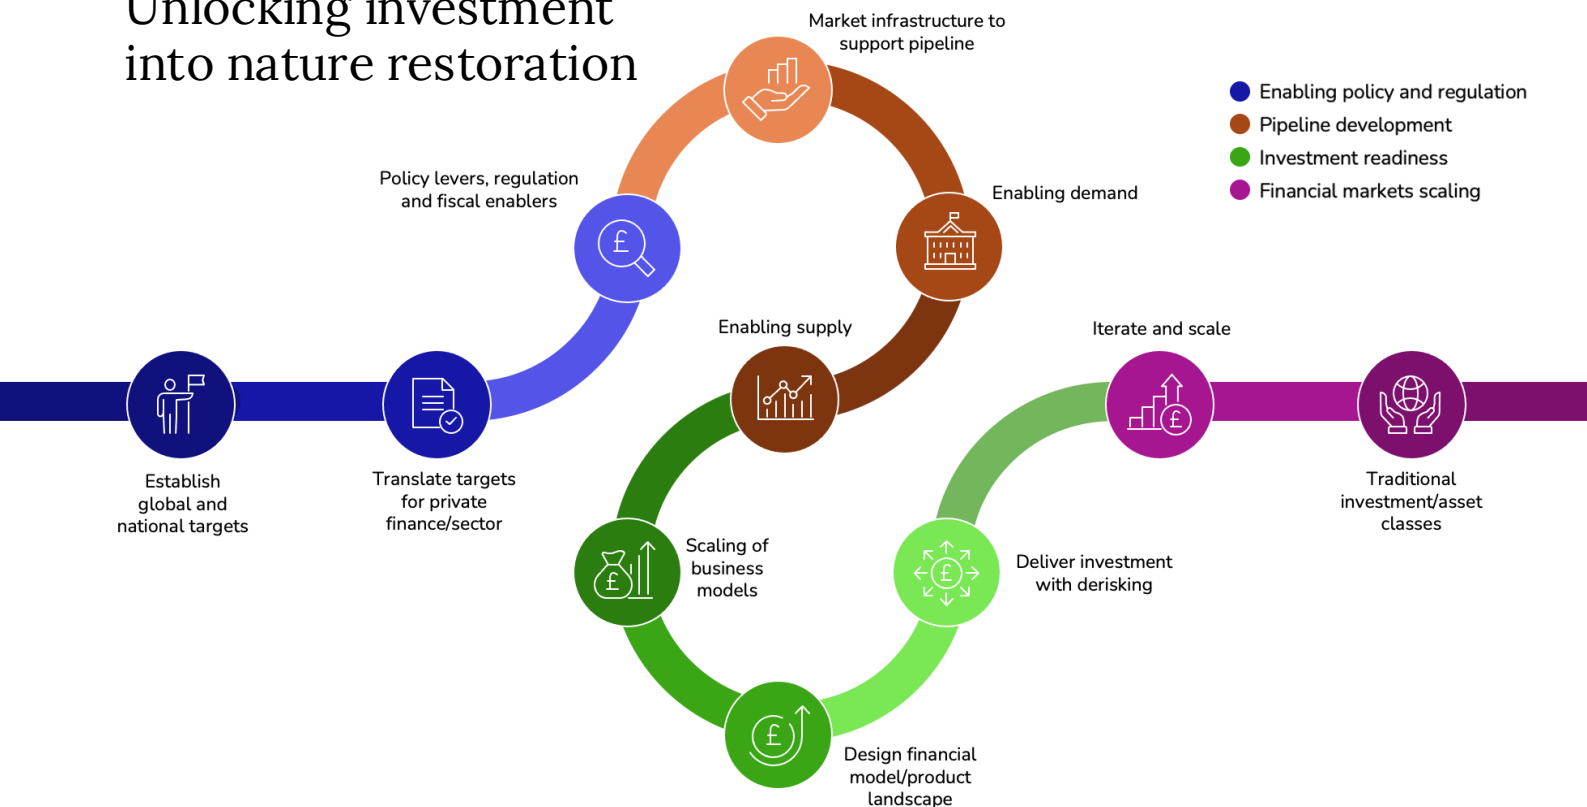 Unlocking investment
into nature restoration
Market infrastructure to
support pipeline
Enabling policy and regulation
Pipeline development
Investment readiness
Financial markets scaling
Policy levers, regulation
and fiscal enablers
£
Enabling demand
Enabling supply
Iterate and scale
£
Establish
global and
national targets
Translate targets
for private
finance/sector
Traditional
investment/asset
classes
Scaling of
business
models
£
Deliver investment
with derisking
£
£
Design financial
model/product
landscape